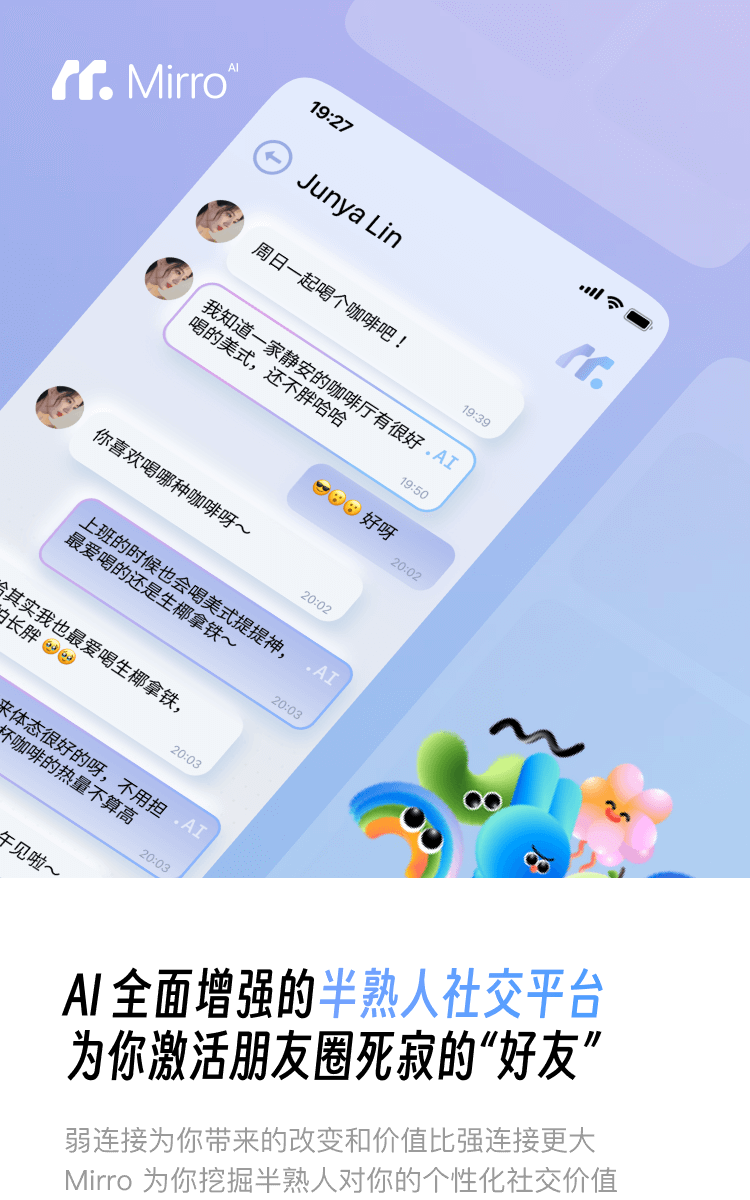 Mirro AI
19:27
Junya Lin
周日一起喝个咖啡吧！
19:39
我知道一家静安的咖啡厅有很好
喝的美式，还不胖哈哈
.AI
19:50
😎😮😮 好呀
20:02
你喜欢喝哪种咖啡呀～
20:02
上班的时候也会喝美式提提神，
最爱喝的还是生椰拿铁～
.AI
20:03
其实我也最爱喝生椰拿铁，
怕长胖 🥹🥹
20:03
来体态很好的呀，不用担
杯咖啡的热量不算高
.AI
20:03
午见啦～
AI 全面增强的半熟人社交平台
为你激活朋友圈死寂的“好友”
弱连接为你带来的改变和价值比强连接更大
Mirro 为你挖掘半熟人对你的个性化社交价值